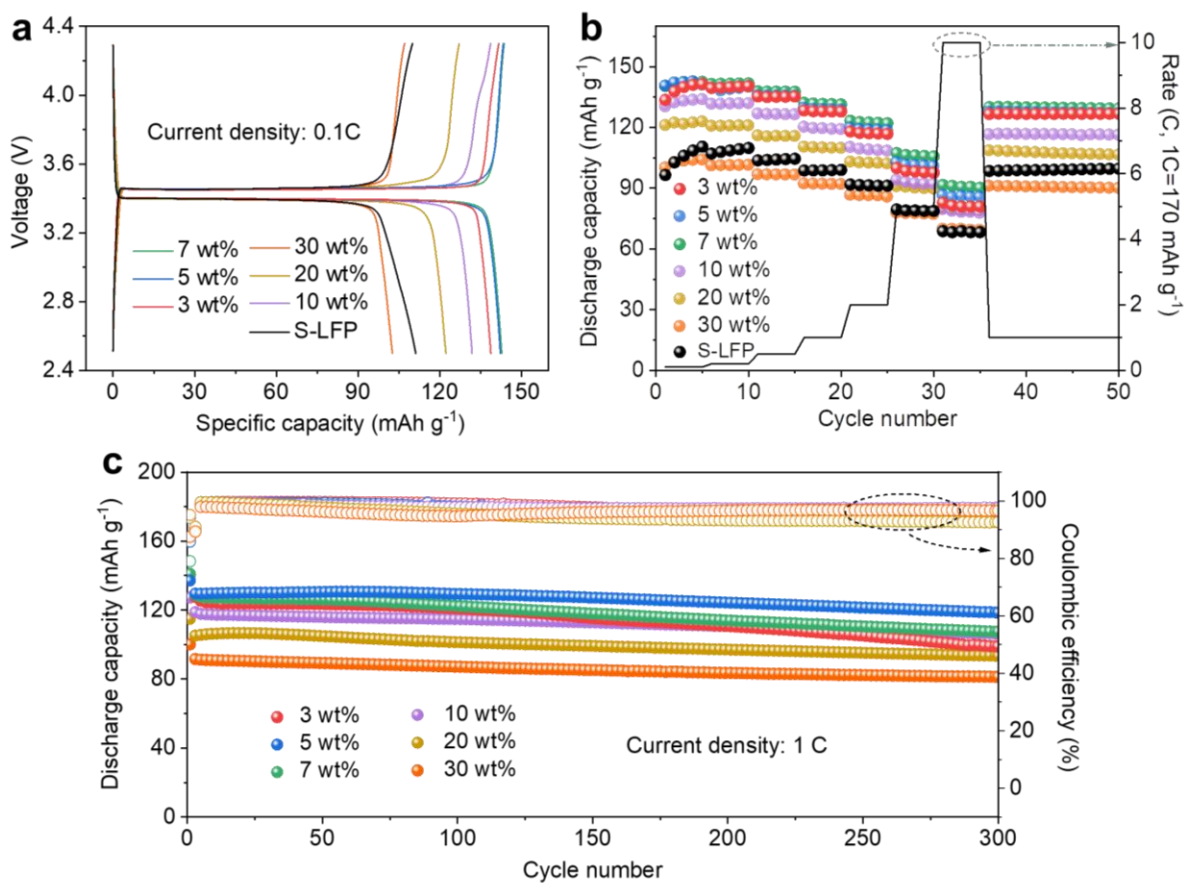 a
4.4
4.0
3.6
3.2
2.8
2.4
Voltage (V)
Current density: 0.1C
7 wt%
5 wt%
3 wt%
30 wt%
20 wt%
10 wt%
S-LFP
0
30
60
90
120
150
Specific capacity (mAh g⁻¹)
b
150
120
90
60
30
0
Discharge capacity (mAh g⁻¹)
3 wt%
5 wt%
7 wt%
10 wt%
20 wt%
30 wt%
S-LFP
10
8
6
4
2
0
Rate (C, 1C=170 mAh g⁻¹)
0
10
20
30
40
50
Cycle number
c
200
160
120
80
40
0
Discharge capacity (mAh g⁻¹)
3 wt%
5 wt%
7 wt%
10 wt%
20 wt%
30 wt%
Current density: 1 C
100
80
60
40
20
0
Coulombic efficiency (%)
0
50
100
150
200
250
300
Cycle number